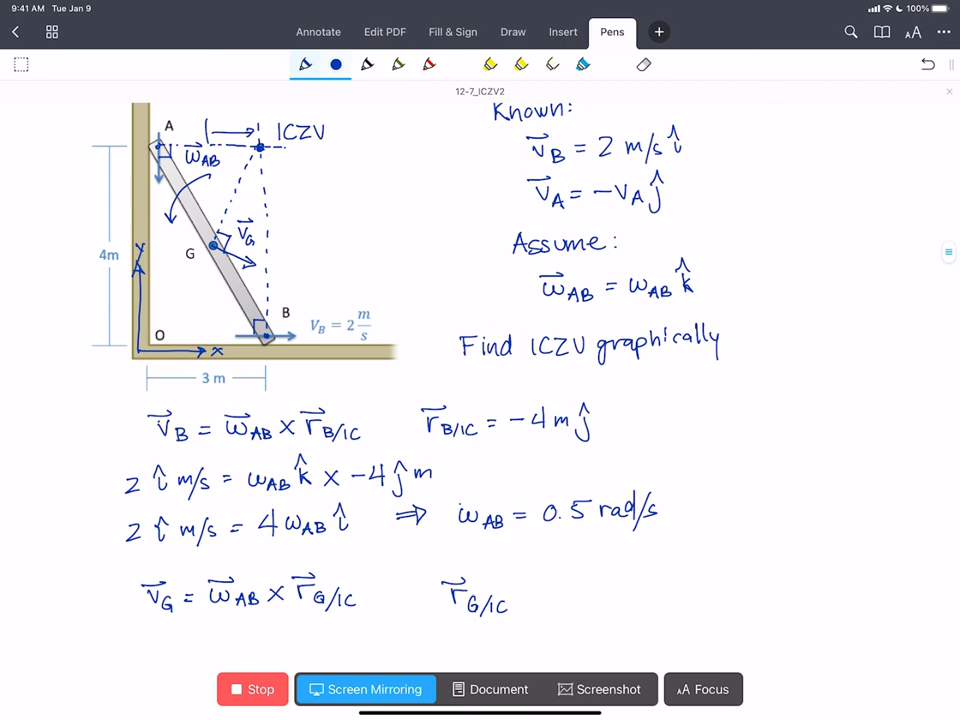 9:41 AM Tue Jan 9
100%
Annotate Edit PDF Fill & Sign Draw Insert Pens
AA
12-7_ICZV2
Known:
A
ICZV
ω⃗AB
v⃗B = 2 m/s î
v⃗A = -vA ĵ
Assume:
ω⃗AB = ωAB k̂
Find ICZV graphically
4m
y
G
v⃗G
B
VB = 2 m/s
O
x
3 m
v⃗B = ω⃗AB × r⃗B/IC
r⃗B/IC = -4 m ĵ
2 î m/s = ωAB k̂ × -4 ĵ m
2 î m/s = 4 ωAB î ⇒ ωAB = 0.5 rad/s
v⃗G = ω⃗AB × r⃗G/IC
r⃗G/IC
Stop
Screen Mirroring
Document
Screenshot
AA Focus